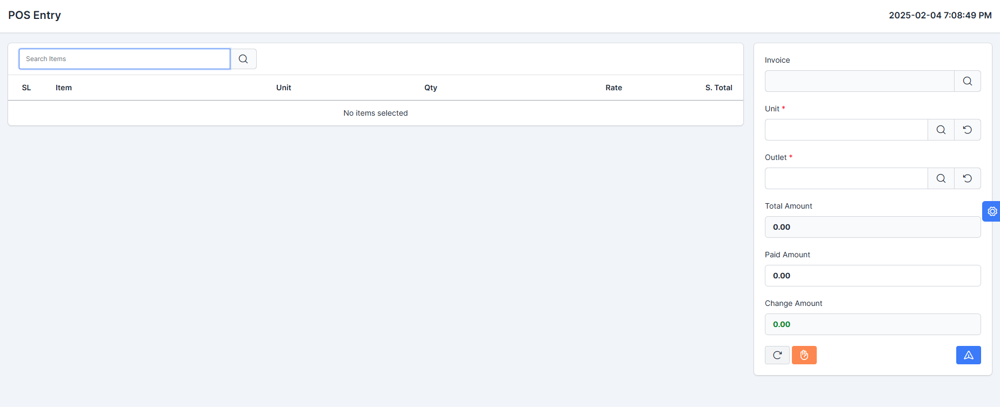 POS Entry
2025-02-04 7:08:49 PM
Search Items
SL Item Unit Qty Rate S. Total
No items selected
Invoice
Unit *
Outlet *
Total Amount
0.00
Paid Amount
0.00
Change Amount
0.00